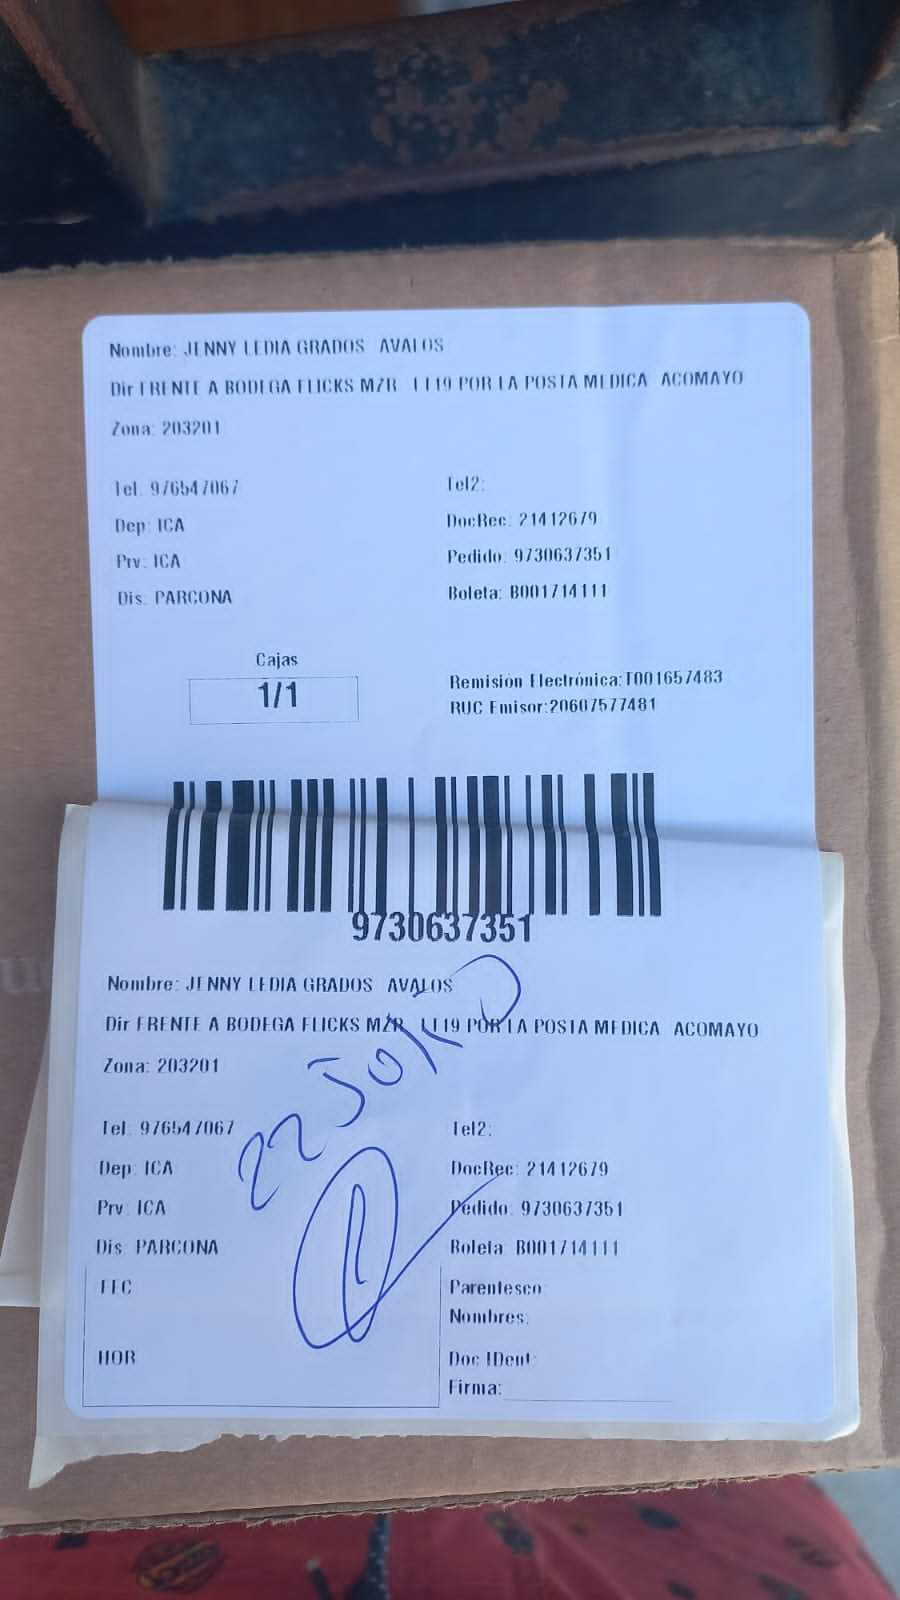 Nombre: JENNY LEDIA GRADOS AVALOS
Dir FRENTE A BODEGA FLICKS MZR LT19 POR LA POSTA MEDICA ACOMAYO
Zona: 203201
Tel. 976547067
Tel2:
Dep: ICA
DocRec: 21412679
Prv: ICA
Pedido: 9730637351
Dis: PARCONA
Boleta: B001714111
Cajas
1/1
Remisión Electrónica:T001657483
RUC Emisor:20607577481
9730637351
Nombre: JENNY LEDIA GRADOS AVALOS
Dir FRENTE A BODEGA FLICKS MZR LT19 POR LA POSTA MEDICA ACOMAYO
Zona: 203201
22 JULIO
Tel. 976547067
Tel2:
Dep: ICA
DocRec: 21412679
Prv: ICA
Pedido: 9730637351
Dis: PARCONA
Boleta: B001714111
FEC
Parentesco:
Nombres:
HOR
Doc IDent:
Firma: